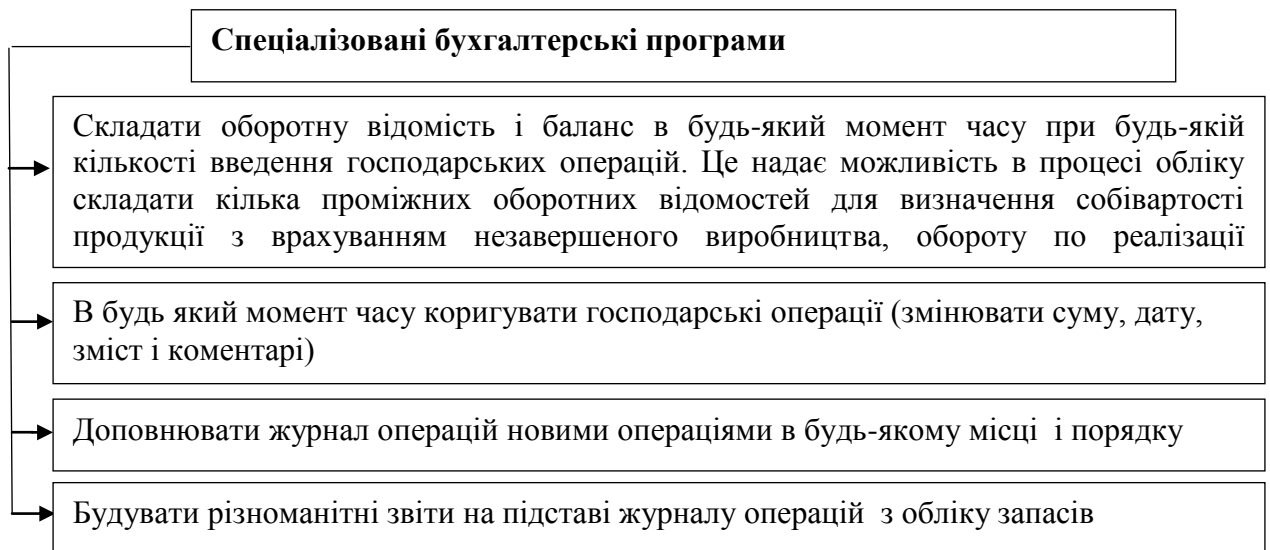 Спеціалізовані бухгалтерські програми
Складати оборотну відомість і баланс в будь-який момент часу при будь-якій
кількості введення господарських операцій. Це надає можливість в процесі обліку
складати кілька проміжних оборотних відомостей для визначення собівартості
продукції з врахуванням незавершеного виробництва, обороту по реалізації
В будь який момент часу коригувати господарські операції (змінювати суму, дату,
зміст і коментарі)
Доповнювати журнал операцій новими операціями в будь-якому місці і порядку
Будувати різноманітні звіти на підставі журналу операцій з обліку запасів